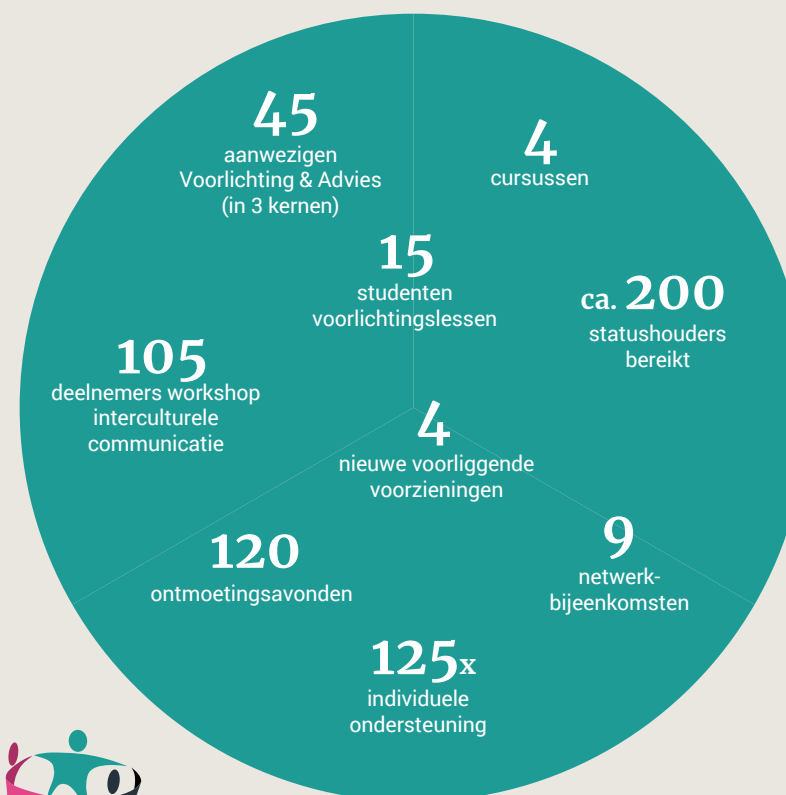 45
aanwezigen
Voorlichting & Advies
(in 3 kernen)
4
cursussen
15
studenten
voorlichtingslessen
ca. 200
statushouders
bereikt
105
deelnemers workshop
interculturele
communicatie
4
nieuwe voorliggende
voorzieningen
9
netwerk-
bijeenkomsten
120
ontmoetingsavonden
125x
individuele
ondersteuning